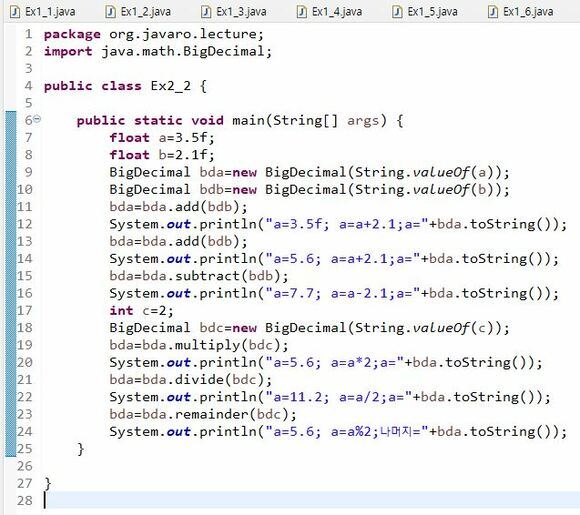 Ex1_1.java Ex1_2.java Ex1_3.java Ex1_4.java Ex1_5.java Ex1_6.java
1 package org.javaro.lecture;
2 import java.math.BigDecimal;
3
4 public class Ex2_2 {
5
6 public static void main(String[] args) {
7 float a=3.5f;
8 float b=2.1f;
9 BigDecimal bda=new BigDecimal(String.valueOf(a));
10 BigDecimal bdb=new BigDecimal(String.valueOf(b));
11 bda=bda.add(bdb);
12 System.out.println("a=3.5f; a=a+2.1;a="+bda.toString());
13 bda=bda.add(bdb);
14 System.out.println("a=5.6; a=a+2.1;a="+bda.toString());
15 bda=bda.subtract(bdb);
16 System.out.println("a=7.7; a=a-2.1;a="+bda.toString());
17 int c=2;
18 BigDecimal bdc=new BigDecimal(String.valueOf(c));
19 bda=bda.multiply(bdc);
20 System.out.println("a=5.6; a=a*2;a="+bda.toString());
21 bda=bda.divide(bdc);
22 System.out.println("a=11.2; a=a/2;a="+bda.toString());
23 bda=bda.remainder(bdc);
24 System.out.println("a=5.6; a=a%2;나머지="+bda.toString());
25 }
26
27 }
28